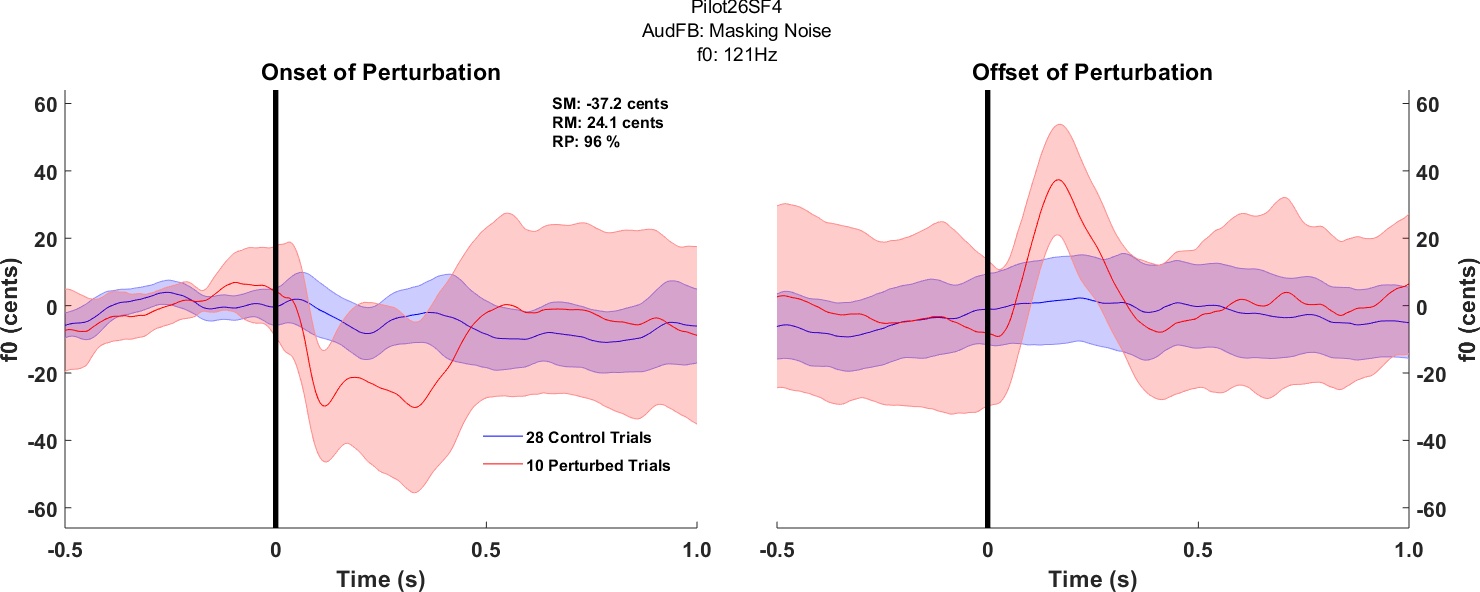 Pilot26SF4
AudFB: Masking Noise
f0: 121Hz
Onset of Perturbation
60
40
20
0
-20
-40
-60
f0 (cents)
SM: -37.2 cents
RM: 24.1 cents
RP: 96 %
28 Control Trials
10 Perturbed Trials
-0.5 0 0.5 1.0
Time (s)
Offset of Perturbation
60
40
20
0
-20
-40
-60
f0 (cents)
-0.5 0 0.5 1.0
Time (s)